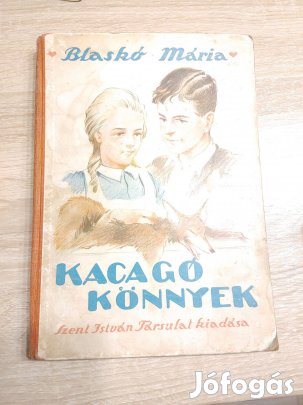 Blaskó Mária
KACAGÓ
KÖNNYEK
Szent István Társulat kiadása
Jófogás